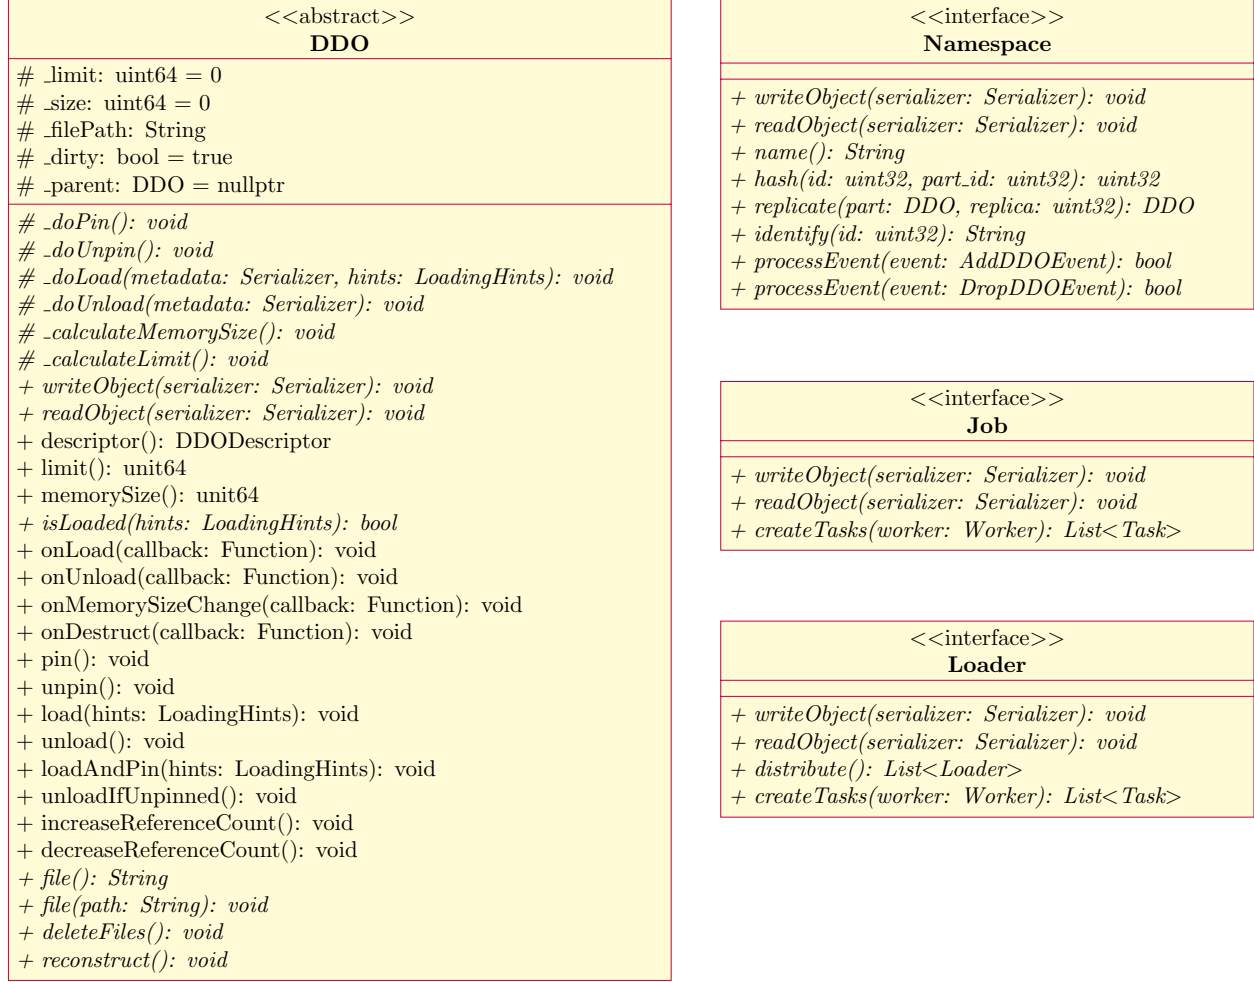 <<abstract>>
DDO
# _limit: uint64 = 0
# _size: uint64 = 0
# _filePath: String
# _dirty: bool = true
# _parent: DDO = nullptr
# _doPin(): void
# _doUnpin(): void
# _doLoad(metadata: Serializer, hints: LoadingHints): void
# _doUnload(metadata: Serializer): void
# _calculateMemorySize(): void
# _calculateLimit(): void
+ writeObject(serializer: Serializer): void
+ readObject(serializer: Serializer): void
+ descriptor(): DDODescriptor
+ limit(): unit64
+ memorySize(): unit64
+ isLoaded(hints: LoadingHints): bool
+ onLoad(callback: Function): void
+ onUnload(callback: Function): void
+ onMemorySizeChange(callback: Function): void
+ onDestruct(callback: Function): void
+ pin(): void
+ unpin(): void
+ load(hints: LoadingHints): void
+ unload(): void
+ loadAndPin(hints: LoadingHints): void
+ unloadIfUnpinned(): void
+ increaseReferenceCount(): void
+ decreaseReferenceCount(): void
+ file(): String
+ file(path: String): void
+ deleteFiles(): void
+ reconstruct(): void
<<interface>>
Namespace
+ writeObject(serializer: Serializer): void
+ readObject(serializer: Serializer): void
+ name(): String
+ hash(id: uint32, part_id: uint32): uint32
+ replicate(part: DDO, replica: uint32): DDO
+ identify(id: uint32): String
+ processEvent(event: AddDDOEvent): bool
+ processEvent(event: DropDDOEvent): bool
<<interface>>
Job
+ writeObject(serializer: Serializer): void
+ readObject(serializer: Serializer): void
+ createTasks(worker: Worker): List<Task>
<<interface>>
Loader
+ writeObject(serializer: Serializer): void
+ readObject(serializer: Serializer): void
+ distribute(): List<Loader>
+ createTasks(worker: Worker): List<Task>